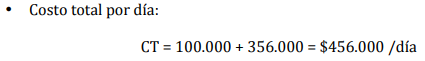 • Costo total por día:
CT = 100.000 + 356.000 = $456.000 /día